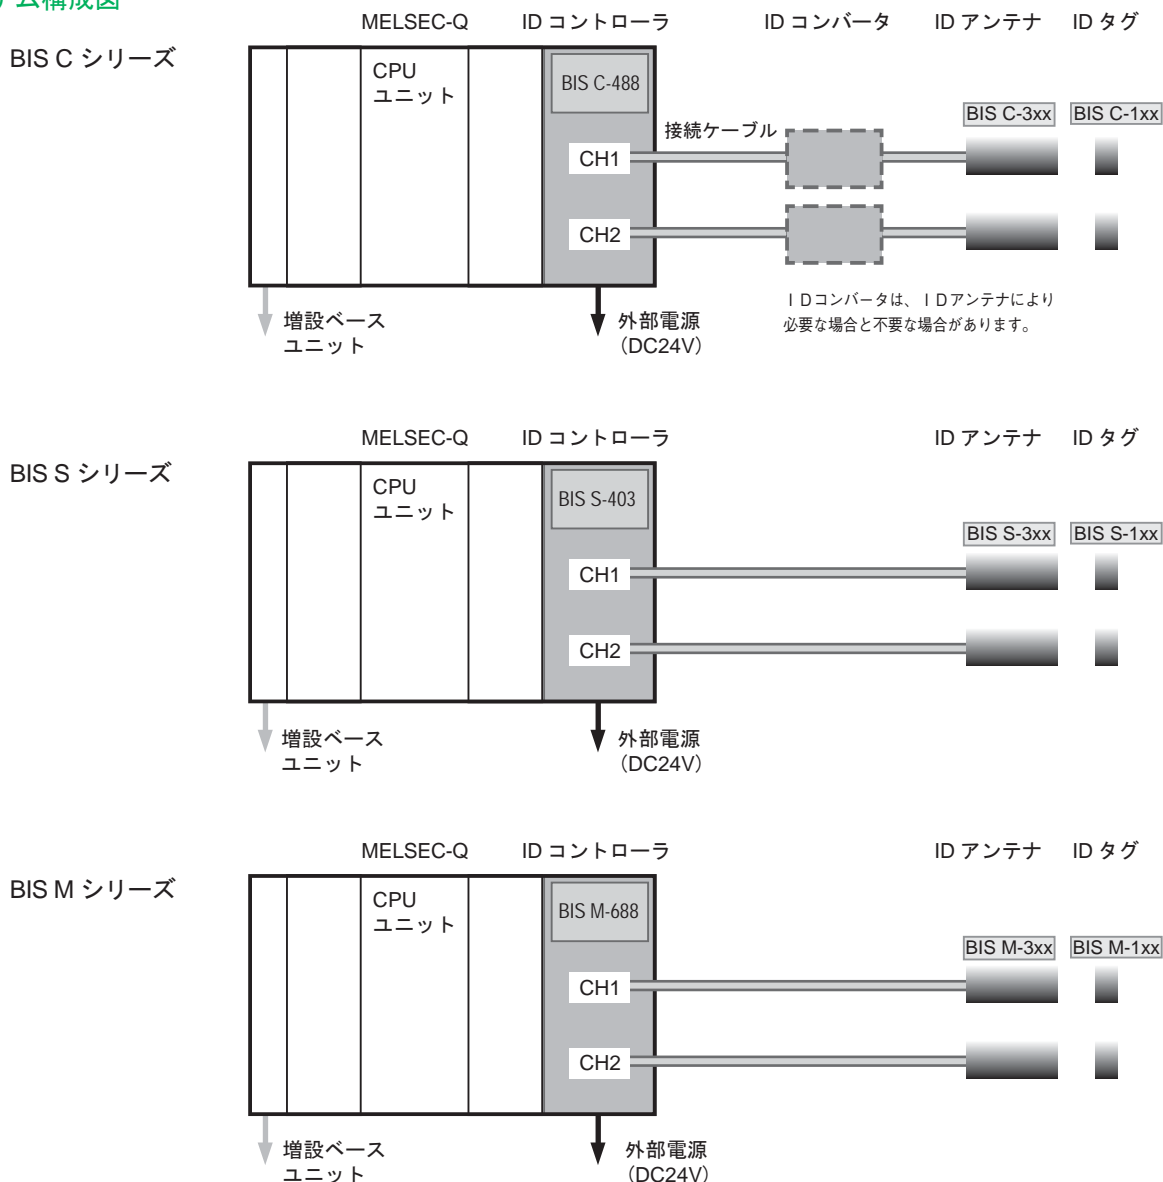 ム構成図
MELSEC-Q ID コントローラ ID コンバータ ID アンテナ ID タグ
BIS C シリーズ
CPU
ユニット
BIS C-488
BIS C-3xx BIS C-1xx
接続ケーブル
CH1
CH2
ＩＤコンバータは、ＩＤアンテナにより
必要な場合と不要な場合があります。
増設ベース
ユニット
外部電源
(DC24V)
MELSEC-Q ID コントローラ ID アンテナ ID タグ
BIS S シリーズ
CPU
ユニット
BIS S-403
BIS S-3xx BIS S-1xx
CH1
CH2
増設ベース
ユニット
外部電源
(DC24V)
MELSEC-Q ID コントローラ ID アンテナ ID タグ
BIS M シリーズ
CPU
ユニット
BIS M-688
BIS M-3xx BIS M-1xx
CH1
CH2
増設ベース
ユニット
外部電源
(DC24V)